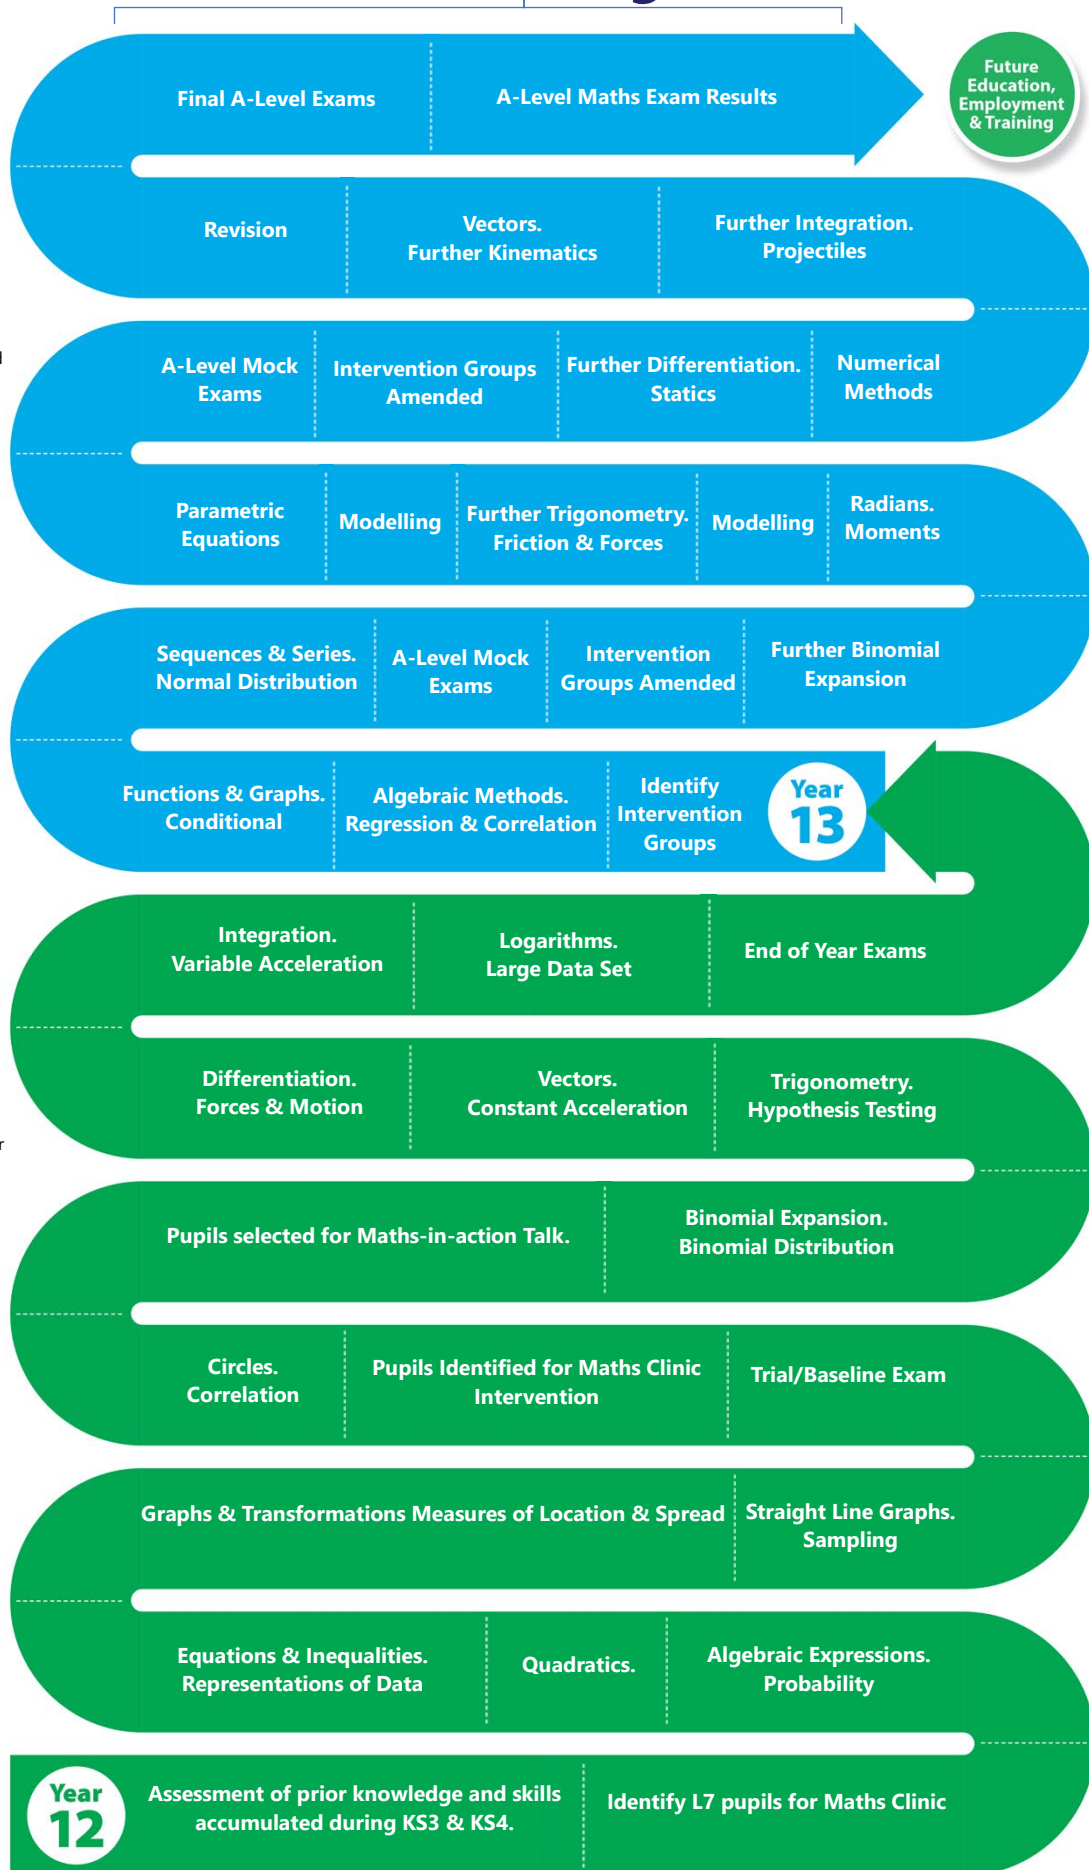 Final A-Level Exams
A-Level Maths Exam Results
Future
Education,
Employment
& Training
Revision
Vectors.
Further Kinematics
Further Integration.
Projectiles
A-Level Mock
Exams
Intervention Groups
Amended
Further Differentiation.
Statics
Numerical
Methods
Parametric
Equations
Modelling
Further Trigonometry.
Friction & Forces
Modelling
Radians.
Moments
Sequences & Series.
Normal Distribution
A-Level Mock
Exams
Intervention
Groups Amended
Further Binomial
Expansion
Functions & Graphs.
Conditional
Algebraic Methods.
Regression & Correlation
Identify
Intervention
Groups
Year
13
Integration.
Variable Acceleration
Logarithms.
Large Data Set
End of Year Exams
Differentiation.
Forces & Motion
Vectors.
Constant Acceleration
Trigonometry.
Hypothesis Testing
Pupils selected for Maths-in-action Talk.
Binomial Expansion.
Binomial Distribution
Circles.
Correlation
Pupils Identified for Maths Clinic
Intervention
Trial/Baseline Exam
Graphs & Transformations Measures of Location & Spread
Straight Line Graphs.
Sampling
Equations & Inequalities.
Representations of Data
Quadratics.
Algebraic Expressions.
Probability
Year
12
Assessment of prior knowledge and skills
accumulated during KS3 & KS4.
Identify L7 pupils for Maths Clinic